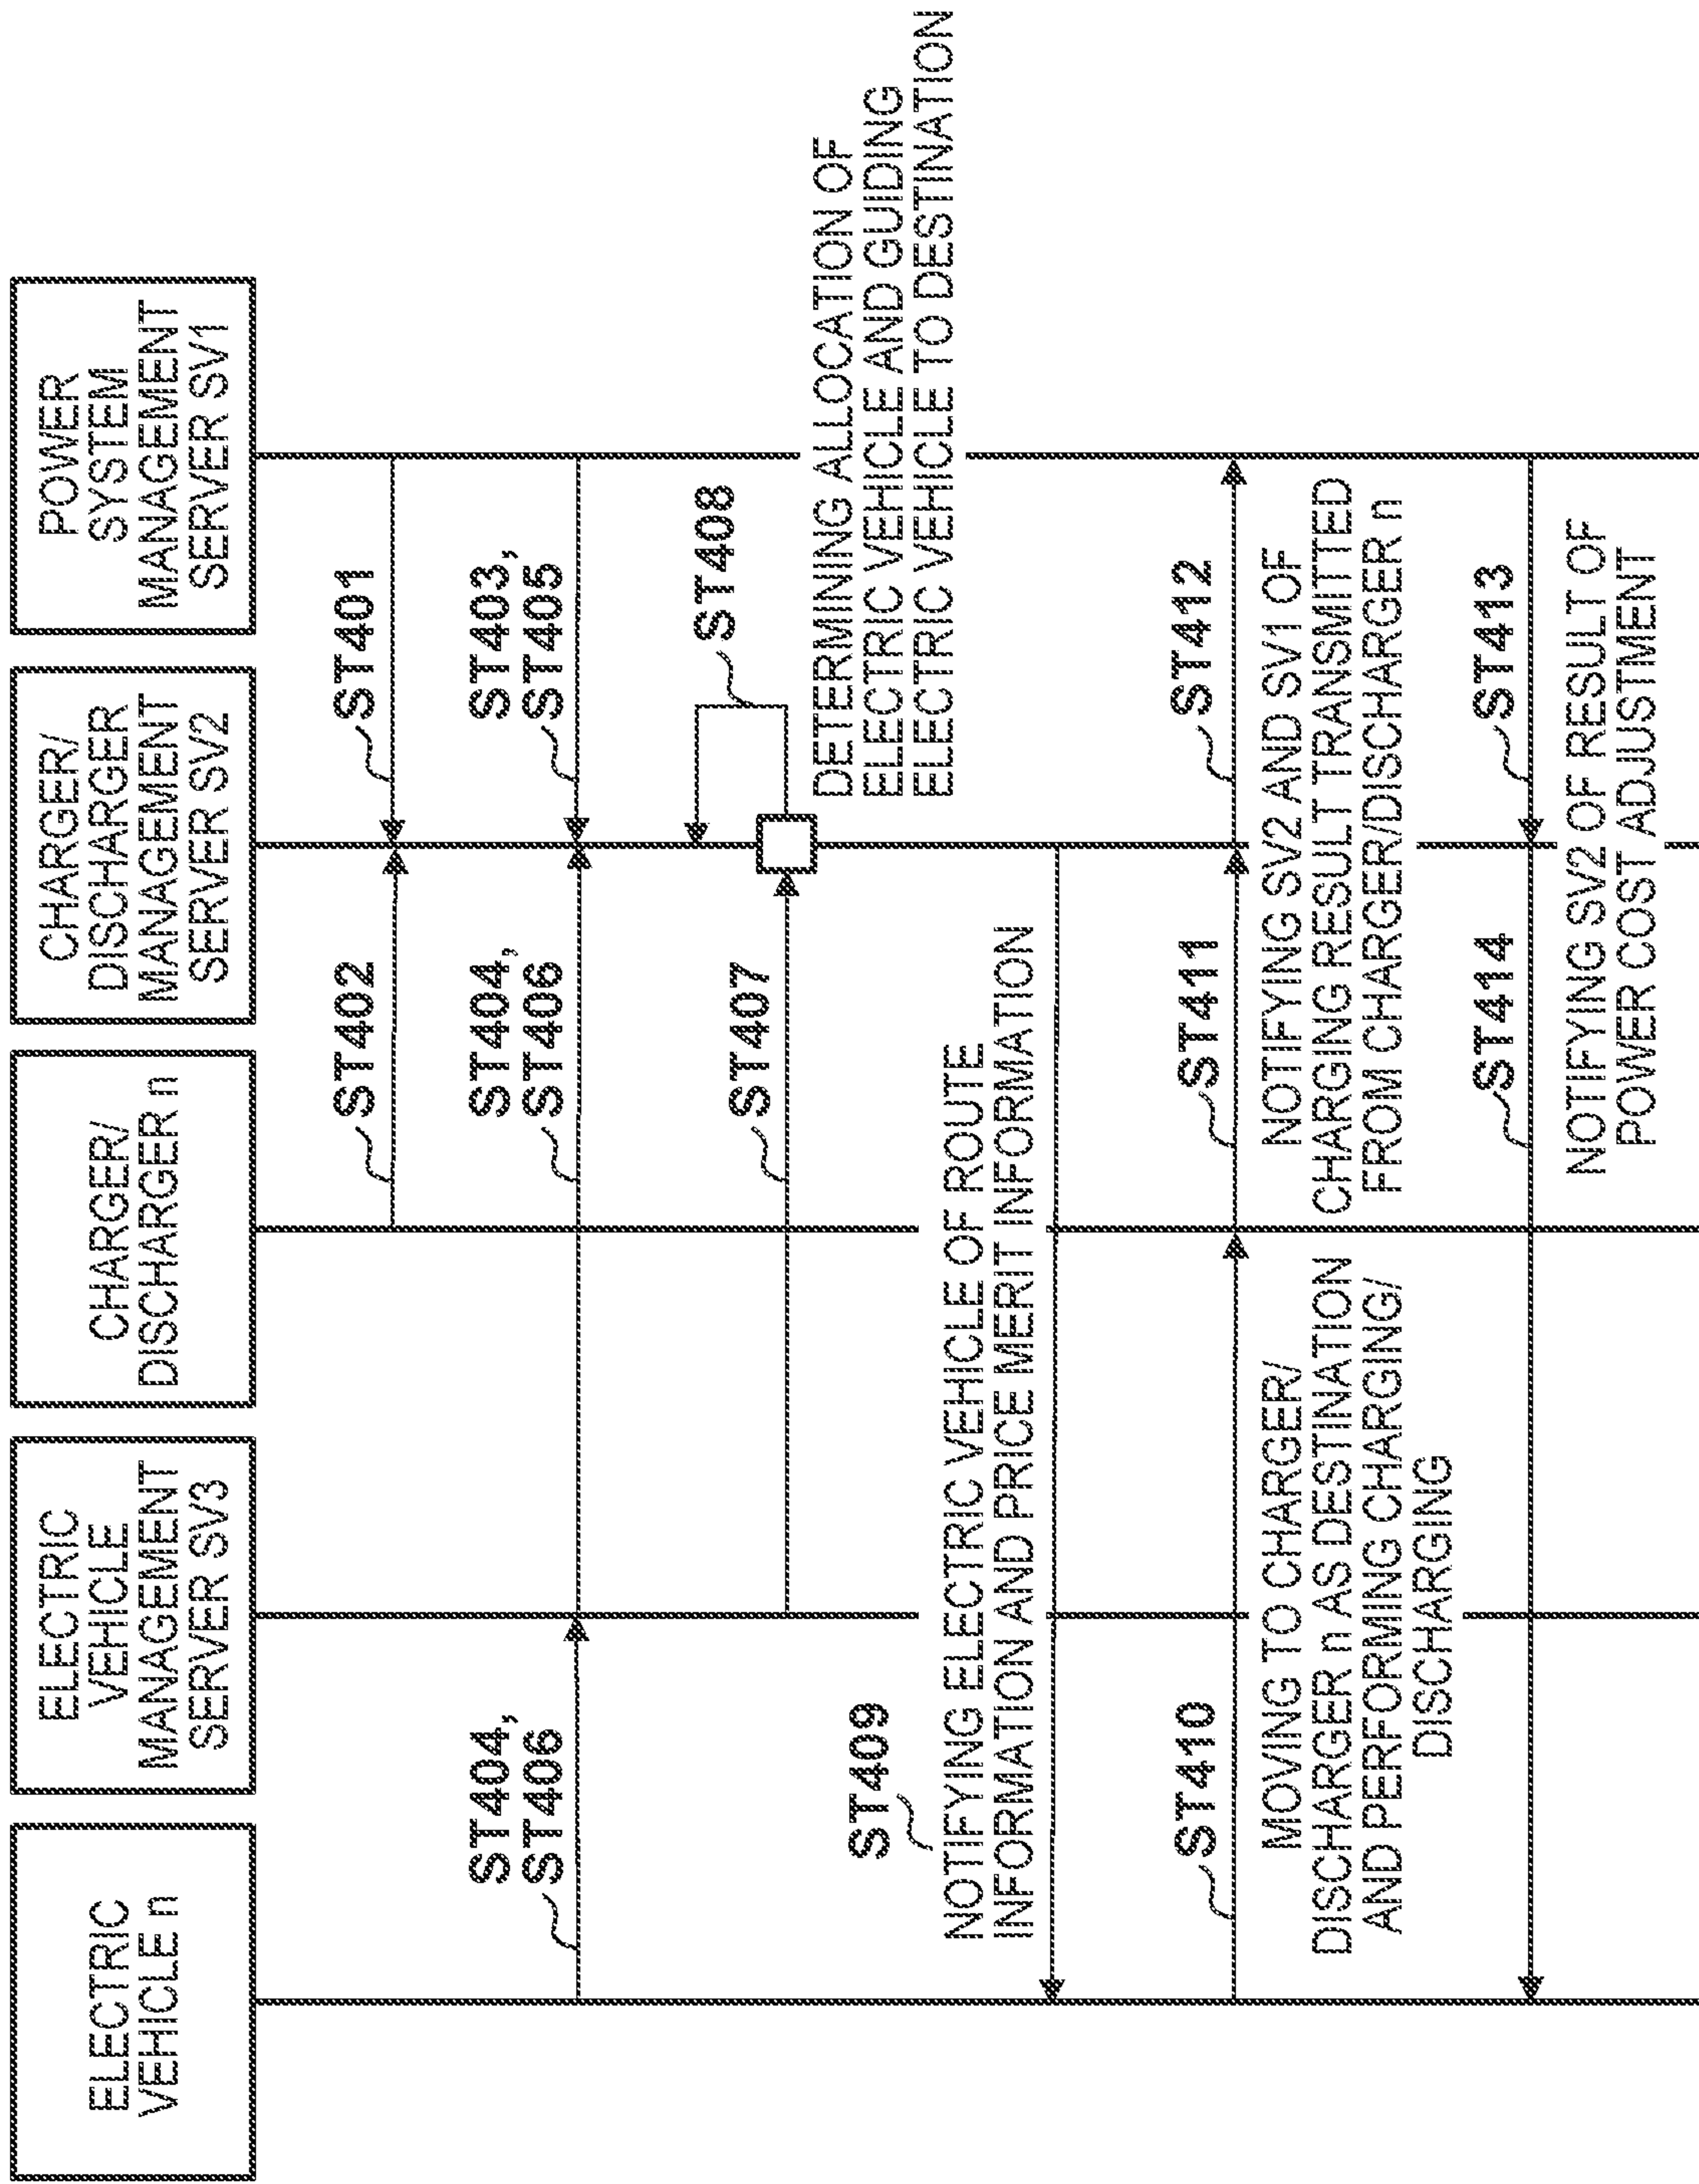 ELECTRIC
VEHICLE n
ELECTRIC
VEHICLE
MANAGEMENT
SERVER SV3
CHARGER/
DISCHARGER n
CHARGER/
DISCHARGER
MANAGEMENT
SERVER SV2
POWER
SYSTEM
MANAGEMENT
SERVER SV1
ST402
ST401
ST404,
ST406
ST404,
ST406
ST403,
ST405
ST407
ST408
DETERMINING ALLOCATION OF
ELECTRIC VEHICLE AND GUIDING
ELECTRIC VEHICLE TO DESTINATION
ST409
NOTIFYING ELECTRIC VEHICLE OF ROUTE
INFORMATION AND PRICE MERIT INFORMATION
ST410
ST411
ST412
MOVING TO CHARGER/
DISCHARGER n AS DESTINATION
AND PERFORMING CHARGING/
DISCHARGING
NOTIFYING SV2 AND SV1 OF
CHARGING RESULT TRANSMITTED
FROM CHARGER/DISCHARGER n
ST414
ST413
NOTIFYING SV2 OF RESULT OF
POWER COST ADJUSTMENT